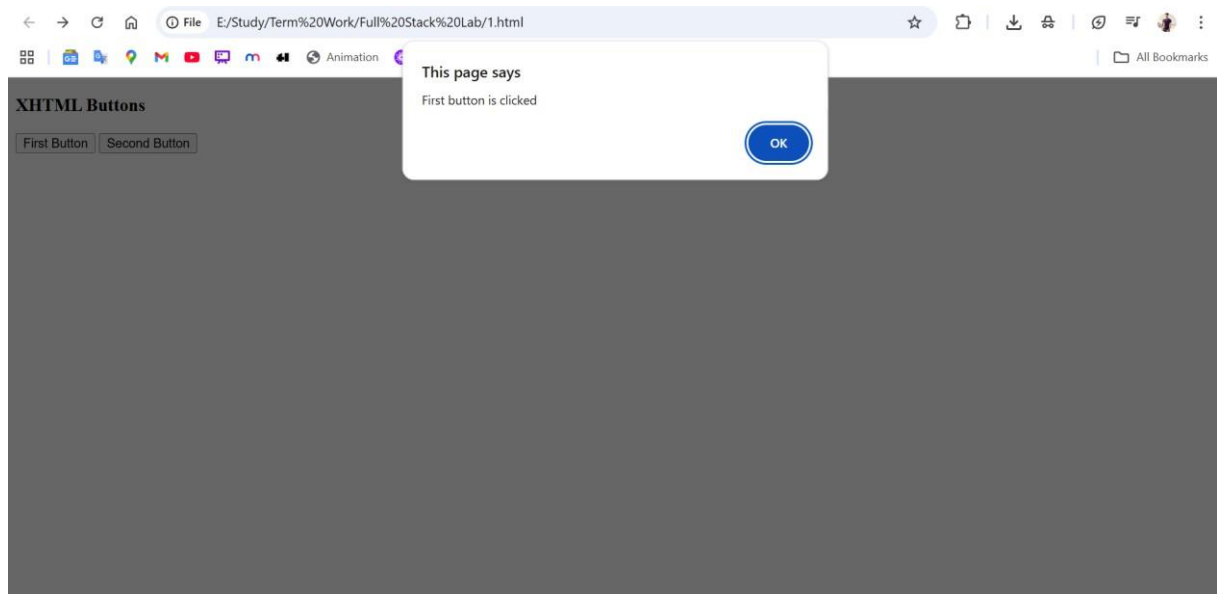 File E:/Study/Term%20Work/Full%20Stack%20Lab/1.html
Animation
All Bookmarks
This page says
First button is clicked
OK
XHTML Buttons
First Button Second Button